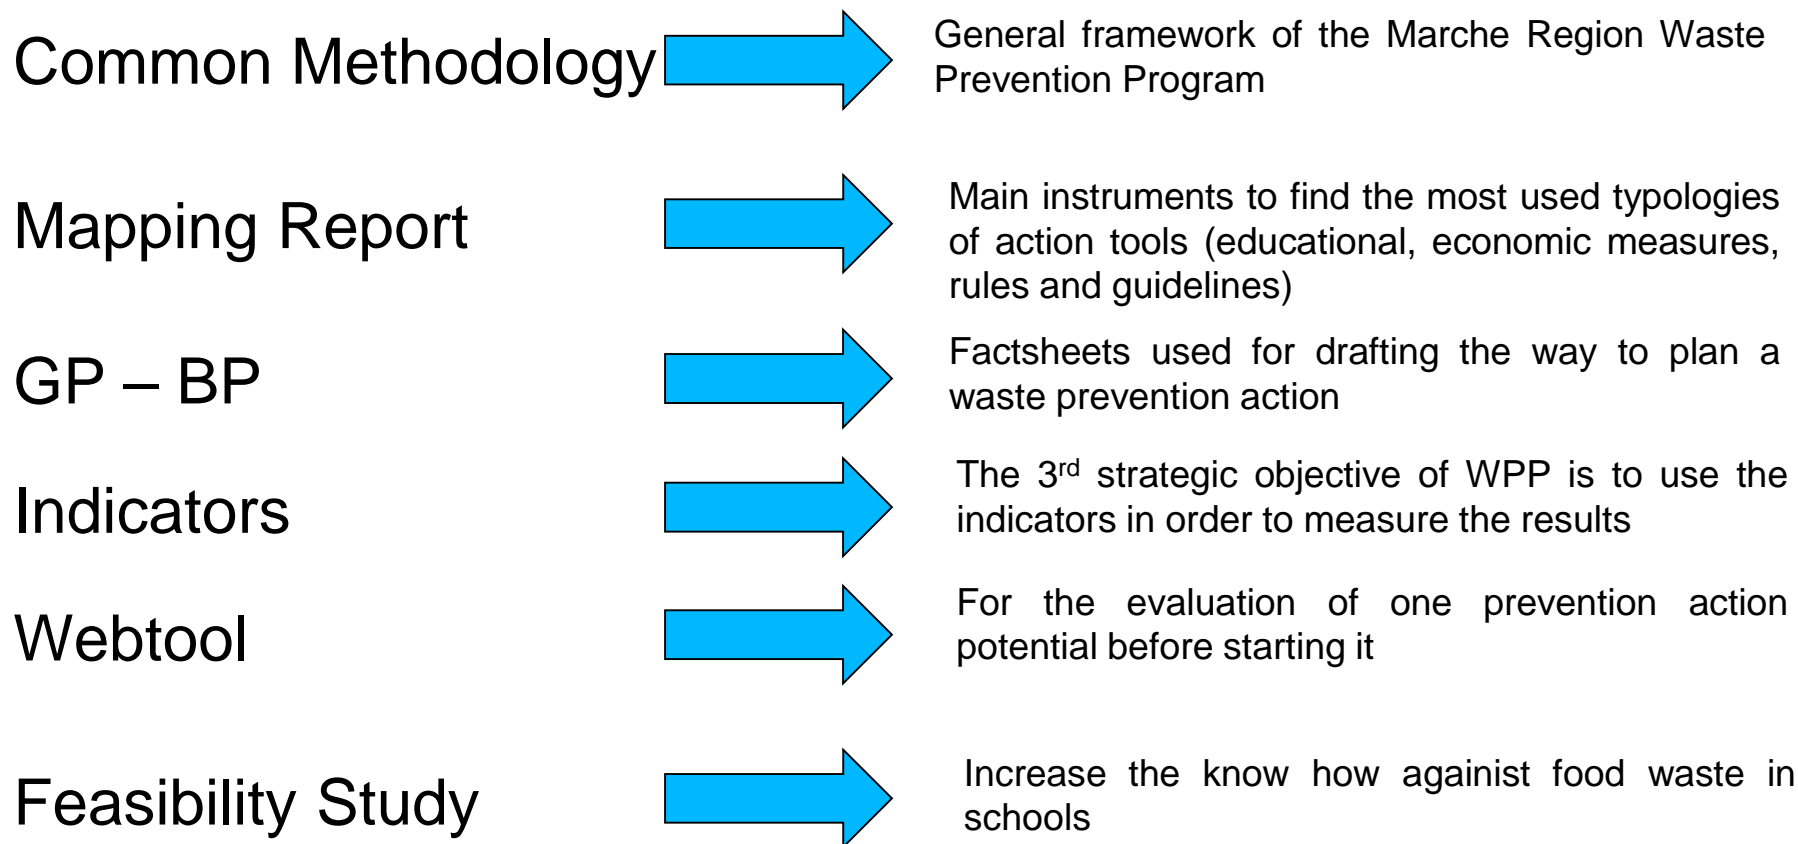 Common Methodology
General framework of the Marche Region Waste
Prevention Program
Mapping Report
Main instruments to find the most used typologies
of action tools (educational, economic measures,
rules and guidelines)
GP – BP
Factsheets used for drafting the way to plan a
waste prevention action
Indicators
The 3rd strategic objective of WPP is to use the
indicators in order to measure the results
Webtool
For the evaluation of one prevention action
potential before starting it
Feasibility Study
Increase the know how againist food waste in
schools